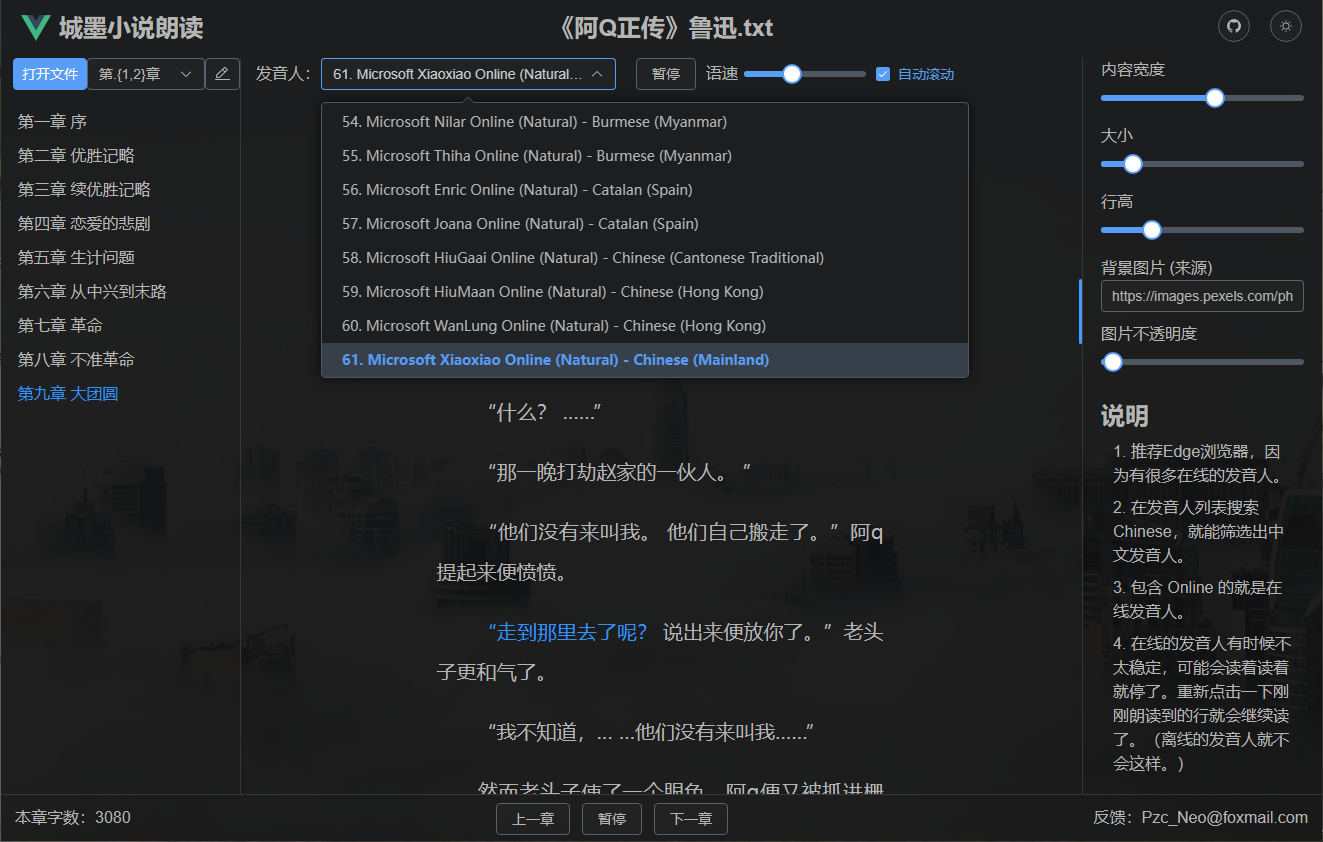 城墨小说朗读
《阿Q正传》鲁迅.txt
打开文件
第.{1,2}章
发音人：
61. Microsoft Xiaoxiao Online (Natural...
暂停
语速
自动滚动
第一章 序
第二章 优胜记略
第三章 续优胜记略
第四章 恋爱的悲剧
第五章 生计问题
第六章 从中兴到末路
第七章 革命
第八章 不准革命
第九章 大团圆
54. Microsoft Nilar Online (Natural) - Burmese (Myanmar)
55. Microsoft Thiha Online (Natural) - Burmese (Myanmar)
56. Microsoft Enric Online (Natural) - Catalan (Spain)
57. Microsoft Joana Online (Natural) - Catalan (Spain)
58. Microsoft HiuGaai Online (Natural) - Chinese (Cantonese Traditional)
59. Microsoft HiuMaan Online (Natural) - Chinese (Hong Kong)
60. Microsoft WanLung Online (Natural) - Chinese (Hong Kong)
61. Microsoft Xiaoxiao Online (Natural) - Chinese (Mainland)
“什么？ ......”
“那一晚打劫赵家的一伙人。”
“他们没有来叫我。 他们自己搬走了。”阿q
提起来便愤愤。
“走到那里去了呢？ 说出来便放你了。”老头
子更和气了。
“我不知道，... ...他们没有来叫我......”
然而老头子使了一个眼色，阿q便又被抓进栅
内容宽度
大小
行高
背景图片 (来源)
https://images.pexels.com/ph
图片不透明度
说明
1. 推荐Edge浏览器，因
为有很多在线的发音人。
2. 在发音人列表搜索
Chinese，就能筛选出中
文发音人。
3. 包含 Online 的就是在
线发音人。
4. 在线的发音人有时候不
太稳定，可能会读着读着
就停了。重新点击一下刚
刚朗读到的行就会继续读
了。（离线的发音人就不
会这样。）
本章字数：3080
上一章
暂停
下一章
反馈：Pzc_Neo@foxmail.com